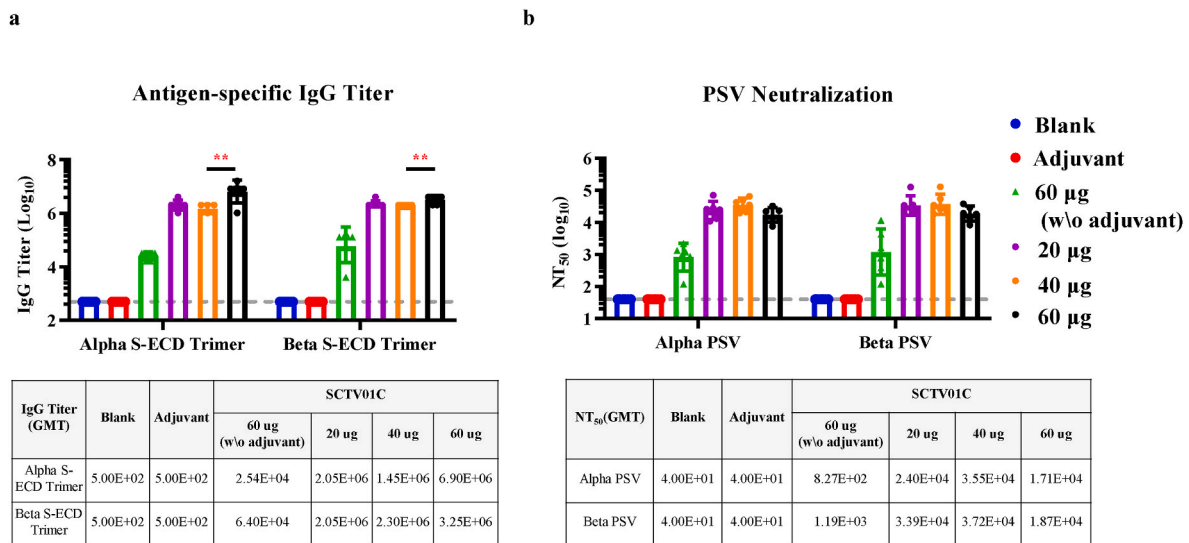 a
b
Antigen-specific IgG Titer
PSV Neutralization
IgG Titer (Log10)
8
6
4
2
**
**
Alpha S-ECD Trimer
Beta S-ECD Trimer
NT50 (log10)
6
5
4
3
2
1
Alpha PSV
Beta PSV
Blank
Adjuvant
60 µg
(w/o adjuvant)
20 µg
40 µg
60 µg
IgG Titer
(GMT)
Blank
Adjuvant
SCTV01C
60 ug
(w/o adjuvant)
20 ug
40 ug
60 ug
Alpha S-
ECD Trimer
5.00E+02 5.00E+02 2.54E+04 2.05E+06 1.45E+06 6.90E+06
Beta S-ECD
Trimer
5.00E+02 5.00E+02 6.40E+04 2.05E+06 2.30E+06 3.25E+06
NT50(GMT)
Blank
Adjuvant
SCTV01C
60 ug
(w/o adjuvant)
20 ug
40 ug
60 ug
Alpha PSV 4.00E+01 4.00E+01 8.27E+02 2.40E+04 3.55E+04 1.71E+04
Beta PSV 4.00E+01 4.00E+01 1.19E+03 3.39E+04 3.72E+04 1.87E+04